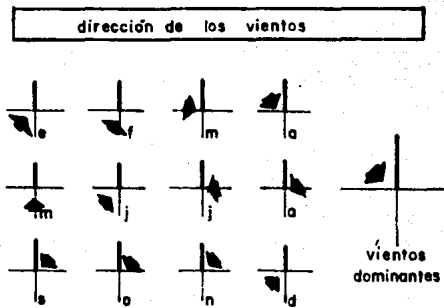 dirección de los vientos
e f m a
m j j a
vientos
dominantes
s o n d